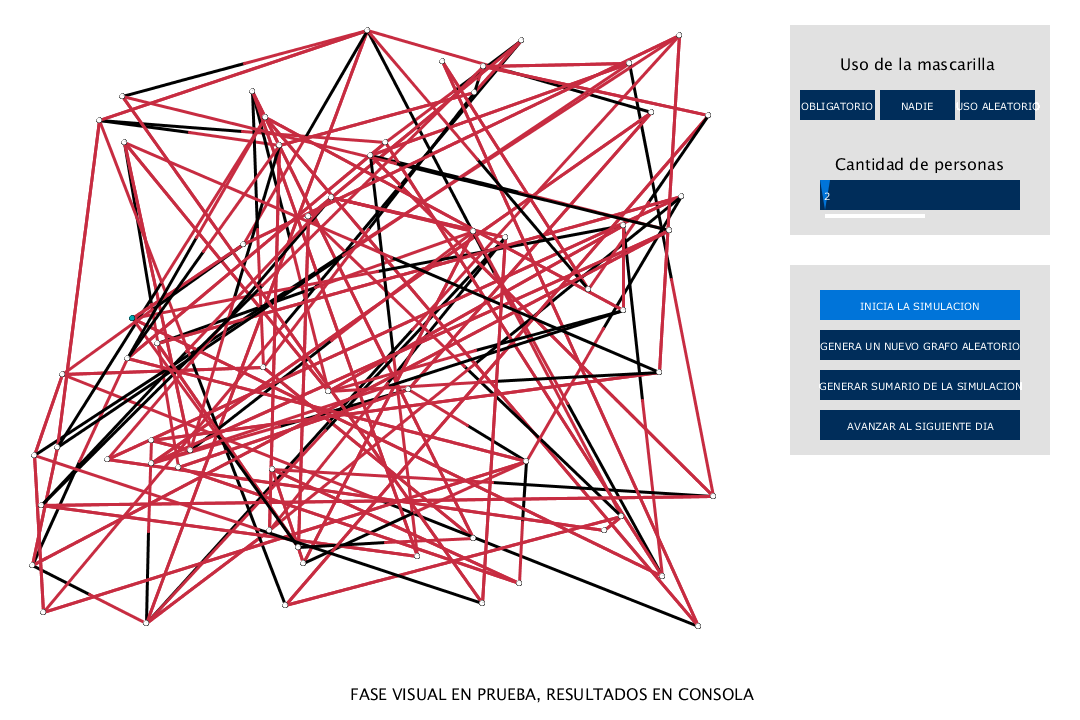 Uso de la mascarilla
OBLIGATORIO
NADIE
USO ALEATORIO
Cantidad de personas
2
INICIA LA SIMULACION
GENERA UN NUEVO GRAFO ALEATORIO
GENERAR SUMARIO DE LA SIMULACION
AVANZAR AL SIGUIENTE DIA
FASE VISUAL EN PRUEBA, RESULTADOS EN CONSOLA